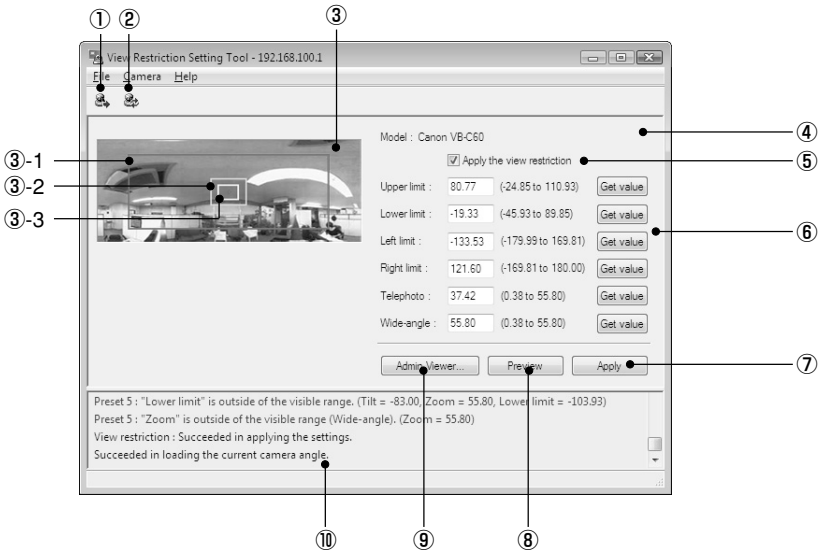 ① ② ③
View Restriction Setting Tool - 192.168.100.1
File Camera Help
③-1
③-2
③-3
Model : Canon VB-C60
④
Apply the view restriction
⑤
Upper limit : 80.77 (-24.85 to 110.93) Get value
Lower limit : -19.33 (-45.93 to 89.85) Get value
⑥
Left limit : -133.53 (-179.99 to 169.81) Get value
Right limit : 121.60 (-169.81 to 180.00) Get value
Telephoto : 37.42 (0.38 to 55.80) Get value
Wide-angle : 55.80 (0.38 to 55.80) Get value
Admin Viewer... Preview Apply
⑦
Preset 5 : "Lower limit" is outside of the visible range. (Tilt = -83.00, Zoom = 55.80, Lower limit = -103.93)
Preset 5 : "Zoom" is outside of the visible range (Wide-angle). (Zoom = 55.80)
View restriction : Succeeded in applying the settings.
Succeeded in loading the current camera angle.
⑩ ⑨ ⑧